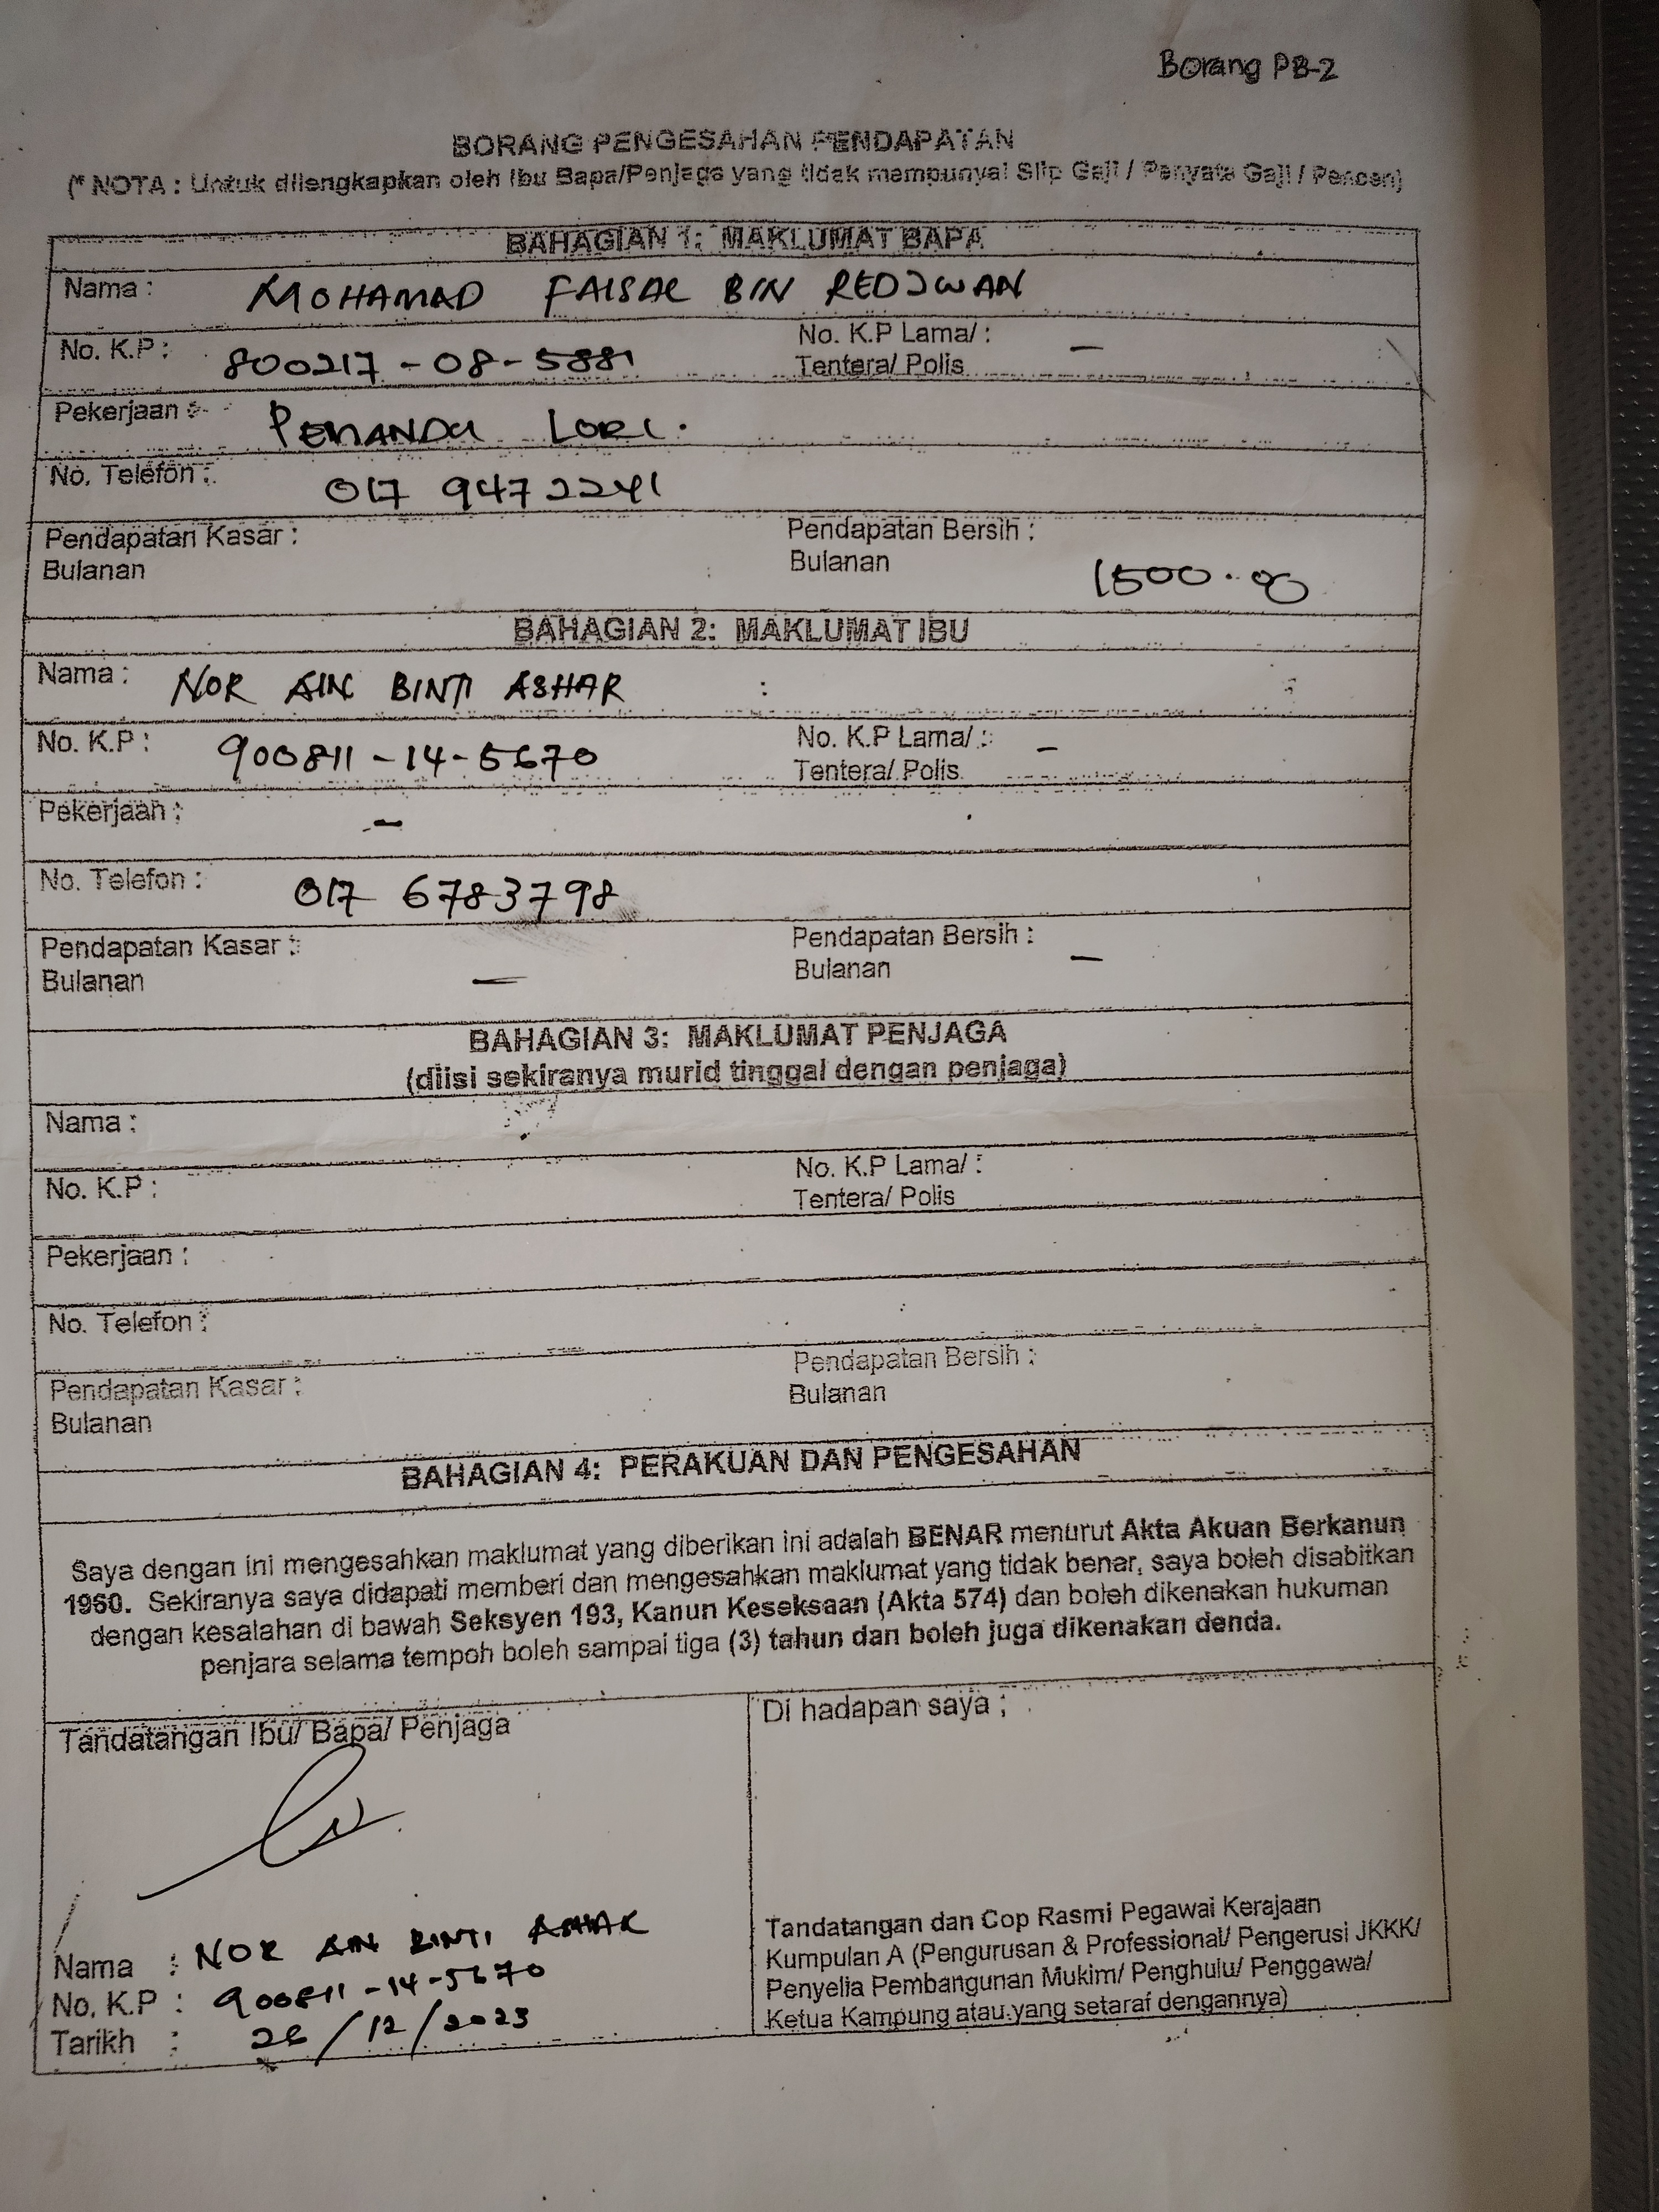 Borang PB-2
BORANG PENGESAHAN PENDAPATAN
(* NOTA : Untuk dilengkapkan oleh Ibu Bapa/Penjaga yang tidak mempunyai Slip Gaji / Penyata Gaji / Pencen)
BAHAGIAN 1: MAKLUMAT BAPA
Nama : MOHAMAD FAISAL BIN REDZWAN
No. K.P : 800217-08-5881 No. K.P Lama/ : -
Tentera/ Polis
Pekerjaan : PEMANDU LORI.
No. Telefon : 017 9472241
Pendapatan Kasar : Pendapatan Bersih :
Bulanan Bulanan 1500.00
BAHAGIAN 2: MAKLUMAT IBU
Nama : NOR AIN BINTI ASHAR
No. K.P : 900811-14-5670 No. K.P Lama/ : -
Tentera/ Polis
Pekerjaan : -
No. Telefon : 017 6783798
Pendapatan Kasar : Pendapatan Bersih :
Bulanan - Bulanan -
BAHAGIAN 3: MAKLUMAT PENJAGA
(diisi sekiranya murid tinggal dengan penjaga)
Nama :
No. K.P : No. K.P Lama/ :
Tentera/ Polis
Pekerjaan :
No. Telefon :
Pendapatan Kasar : Pendapatan Bersih :
Bulanan Bulanan
BAHAGIAN 4: PERAKUAN DAN PENGESAHAN
Saya dengan ini mengesahkan maklumat yang diberikan ini adalah BENAR menurut Akta Akuan Berkanun
1960. Sekiranya saya didapati memberi dan mengesahkan maklumat yang tidak benar, saya boleh disabitkan
dengan kesalahan di bawah Seksyen 193, Kanun Keseksaan (Akta 574) dan boleh dikenakan hukuman
penjara selama tempoh boleh sampai tiga (3) tahun dan boleh juga dikenakan denda.
Tandatangan Ibu/ Bapa/ Penjaga
Nama : NOR AIN BINTI ASHAR
No. K.P : 900811-14-5670
Tarikh : 26/12/2023
Di hadapan saya ;
Tandatangan dan Cop Rasmi Pegawai Kerajaan
Kumpulan A (Pengurusan & Professional/ Pengerusi JKKK/
Penyelia Pembangunan Mukim/ Penghulu/ Penggawa/
Ketua Kampung atau yang setaraf dengannya)